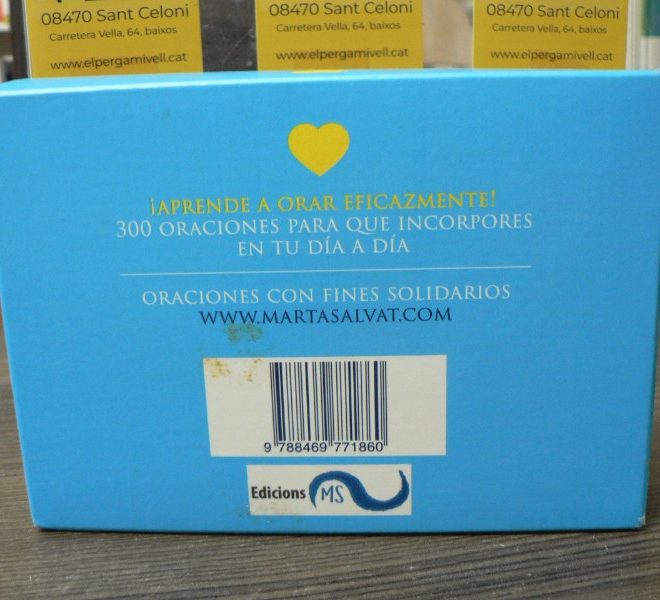 08470 Sant Celoni
Carretera Vella, 64, baixos
www.elpergamivell.cat
08470 Sant Celoni
Carretera Vella, 64, baixos
www.elpergamivell.cat
08470 Sant Celoni
Carretera Vella, 64, baixos
www.elpergamivell.cat
¡APRENDE A ORAR EFICAZMENTE!
300 ORACIONES PARA QUE INCORPORES
EN TU DÍA A DÍA
ORACIONES CON FINES SOLIDARIOS
WWW.MARTASALVAT.COM
9 788469 771860
Edicions MS